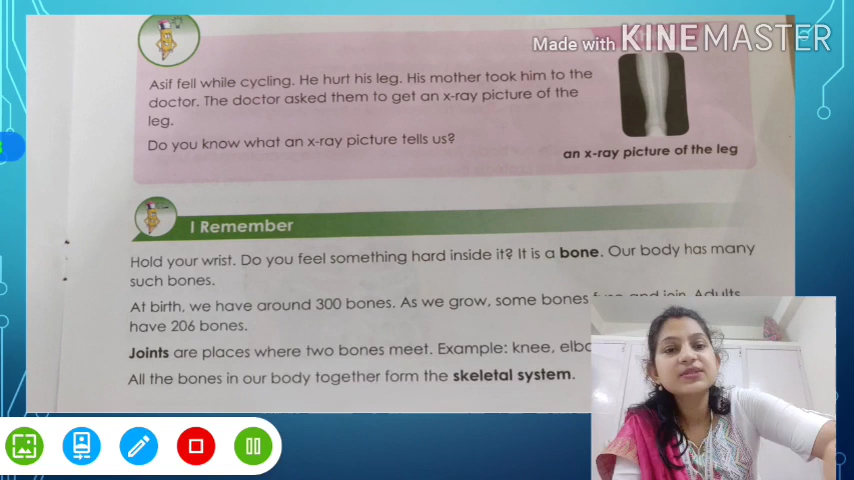 Made with KINEMASTER
Asif fell while cycling. He hurt his leg. His mother took him to the
doctor. The doctor asked them to get an x-ray picture of the
leg.
Do you know what an x-ray picture tells us?
an x-ray picture of the leg
I Remember
Hold your wrist. Do you feel something hard inside it? It is a bone. Our body has many
such bones.
At birth, we have around 300 bones. As we grow, some bones and join. Adults
have 206 bones.
Joints are places where two bones meet. Example: knee,
All the bones in our body together form the skeletal system.